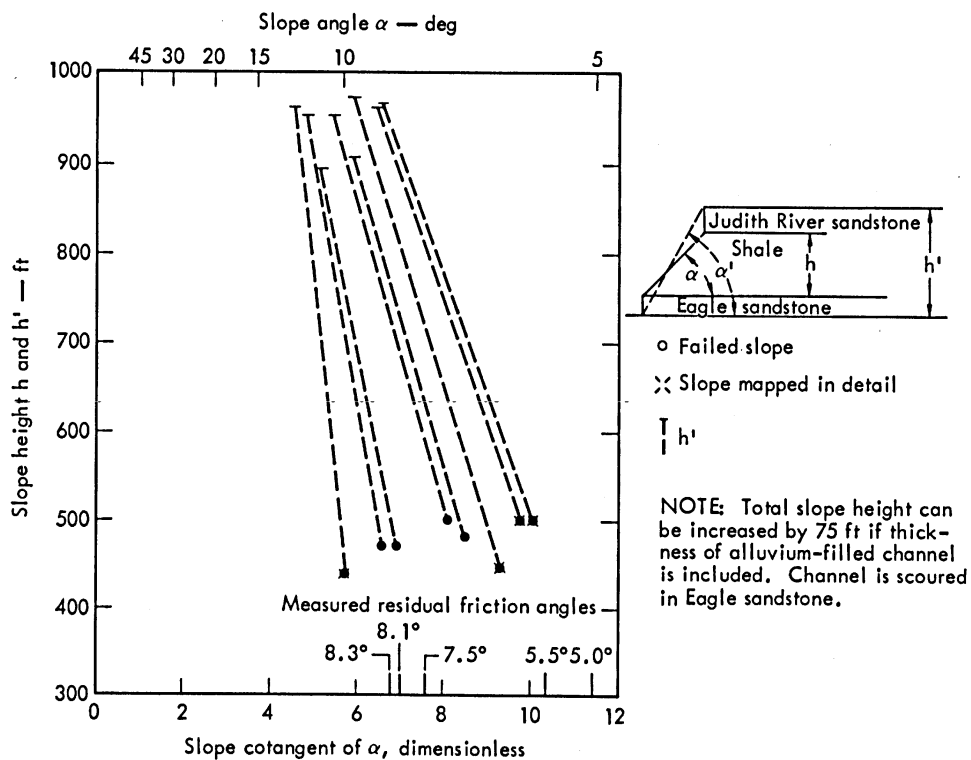 Slope angle α — deg
45 30 20 15 10 5
1000
900
800
700
600
500
400
300
Slope height h and h' — ft
Measured residual friction angles
8.1°
8.3° 7.5° 5.5° 5.0°
0 2 4 6 8 10 12
Slope cotangent of α, dimensionless
Judith River sandstone
Shale
α α' h h'
Eagle sandstone
Failed slope
Slope mapped in detail
h'
NOTE: Total slope height can
be increased by 75 ft if thick-
ness of alluvium-filled channel
is included. Channel is scoured
in Eagle sandstone.